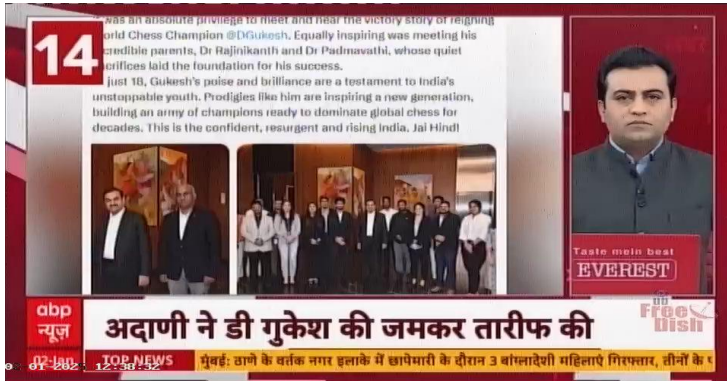 14
was an absolute privilege to meet and hear the victory story of reigning
orld Chess Champion @DGukesh. Equally inspiring was meeting his
credible parents, Dr Rajinikanth and Dr Padmavathi, whose quiet
crifices laid the foundation for his success.
just 18, Gukesh's poise and brilliance are a testament to India's
unstoppable youth. Prodigies like him are inspiring a new generation,
building an army of champions ready to dominate global chess for
decades. This is the confident, resurgent and rising India. Jai Hind!
Taste mein best
EVEREST
abp
न्यूज़
अदाणी ने डी गुकेश की जमकर तारीफ की
DD
Free
Dish
02-Jan
12:38:32
TOP NEWS
मुंबई: ठाणे के वर्तक नगर इलाके में छापेमारी के दौरान 3 बांग्लादेशी महिलाएं गिरफ्तार, तीनों के